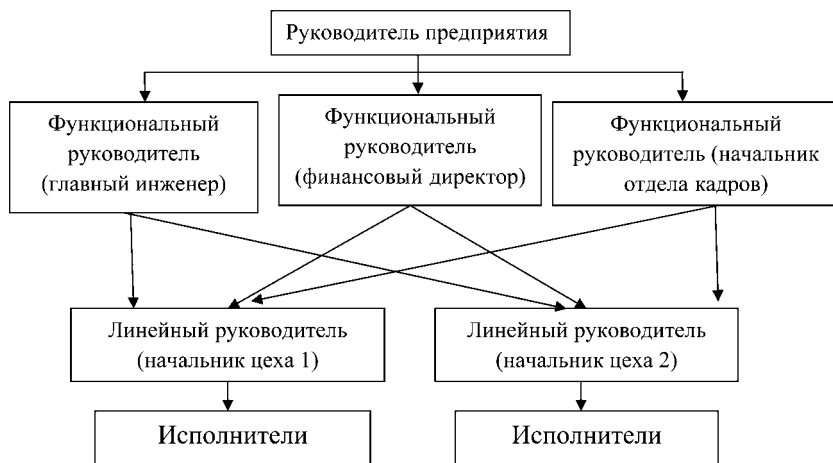 Руководитель предприятия
Функциональный
руководитель
(главный инженер)
Функциональный
руководитель
(финансовый директор)
Функциональный
руководитель (начальник
отдела кадров)
Линейный руководитель
(начальник цеха 1)
Линейный руководитель
(начальник цеха 2)
Исполнители
Исполнители